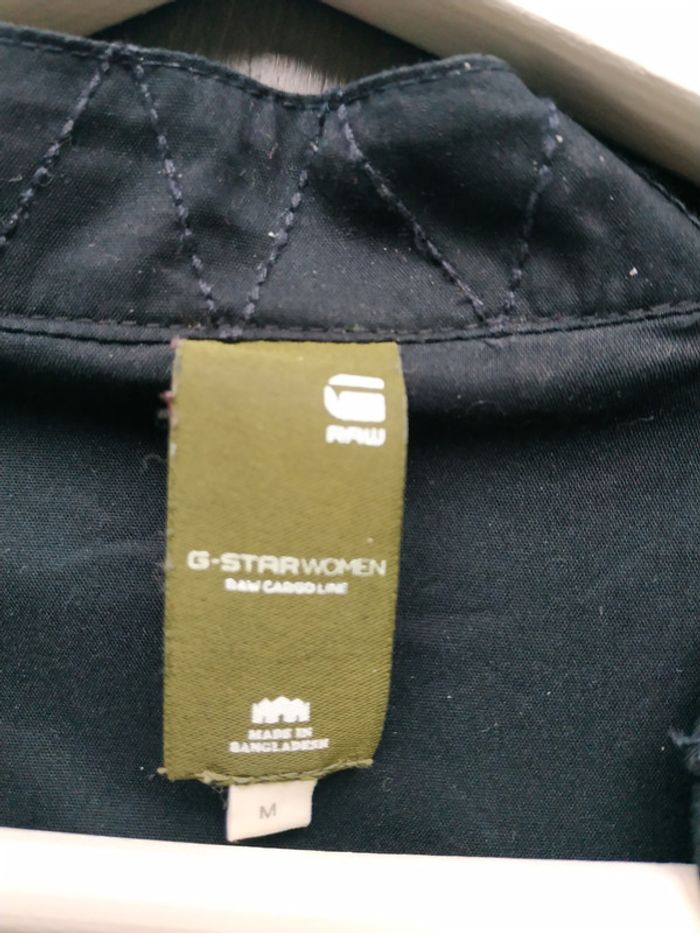 RAW
G-STAR WOMEN
RAW CARGO LINE
MADE IN
BANGLADESH
M